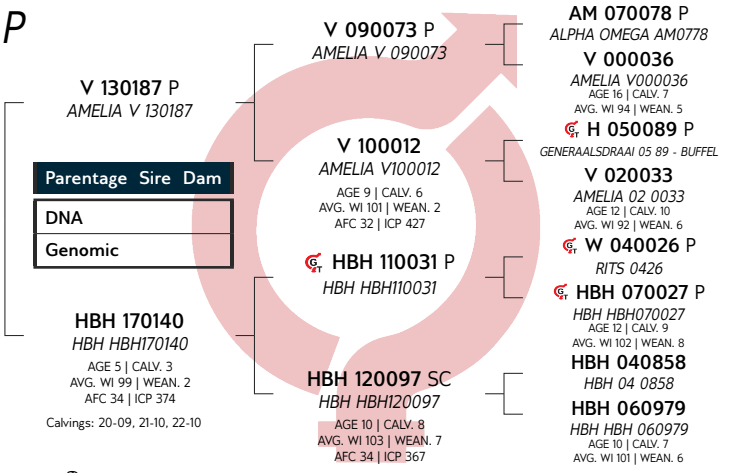 P
V 130187 P
AMELIA V 130187
Parentage Sire Dam
DNA
Genomic
HBH 170140
HBH HBH170140
AGE 5 | CALV. 3
AVG. WI 99 | WEAN. 2
AFC 34 | ICP 374
Calvings: 20-09, 21-10, 22-10
V 090073 P
AMELIA V 090073
V 100012
AMELIA V100012
AGE 9 | CALV. 6
AVG. WI 101 | WEAN. 2
AFC 32 | ICP 427
GT HBH 110031 P
HBH HBH110031
HBH 120097 SC
HBH HBH120097
AGE 10 | CALV. 8
AVG. WI 103 | WEAN. 7
AFC 34 | ICP 367
AM 070078 P
ALPHA OMEGA AM0778
V 000036
AMELIA V000036
AGE 16 | CALV. 7
AVG. WI 94 | WEAN. 5
GT H 050089 P
GENERAALSDRAAI 05 89 - BUFFEL
V 020033
AMELIA 02 0033
AGE 12 | CALV. 10
AVG. WI 92 | WEAN. 6
GT W 040026 P
RITS 0426
GT HBH 070027 P
HBH HBH070027
AGE 12 | CALV. 9
AVG. WI 102 | WEAN. 8
HBH 040858
HBH 04 0858
HBH 060979
HBH HBH 060979
AGE 10 | CALV. 7
AVG. WI 101 | WEAN. 6